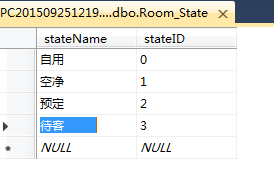 PC201509251219....dbo.Room_State
stateName stateID
自用 0
空净 1
预定 2
待客 3
NULL NULL